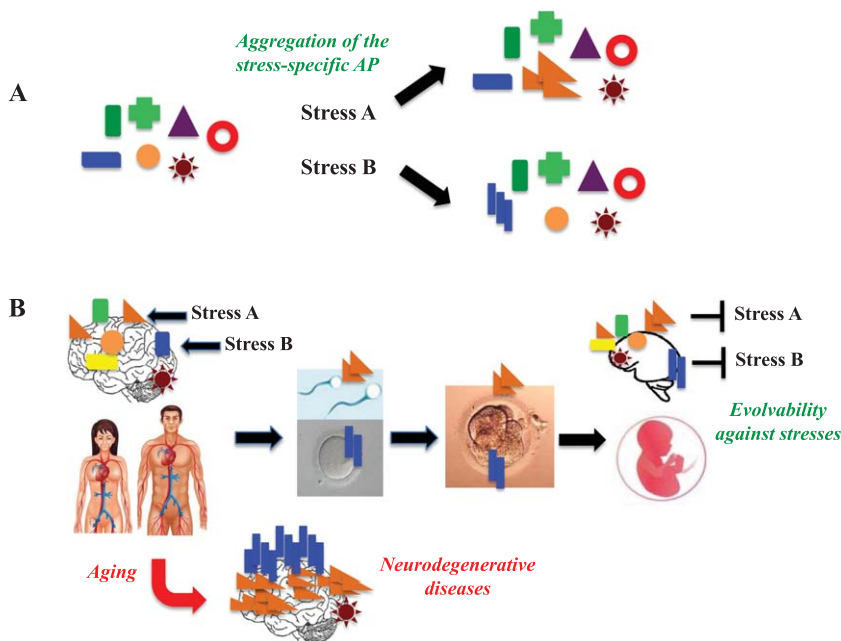 Aggregation of the
stress-specific AP
A
Stress A
Stress B
B
Stress A
Stress B
Stress A
Stress B
Evolvability
against stresses
Aging
Neurodegenerative
diseases